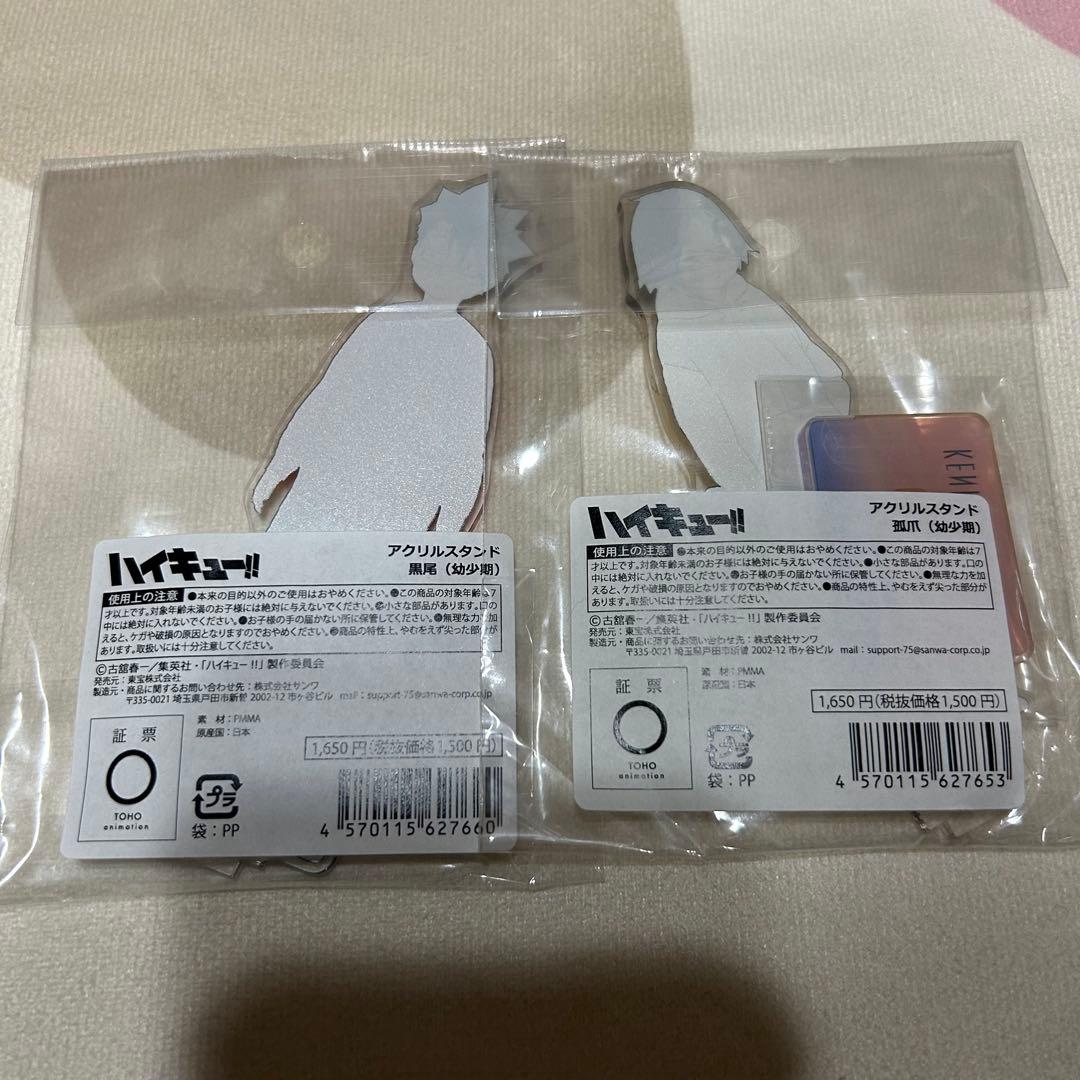 ハイキュー!!
アクリルスタンド
黒尾（幼少期）
使用上の注意 ●本来の目的以外のご使用はおやめください。●この商品の対象年齢は7
才以上です。対象年齢未満のお子様には絶対に与えないでください。●小さな部品があります。口の
中には絶対に入れないでください。●お子様の手の届かない所に保管してください。●無理な力を加
えると、ケガや破損の原因となりますのでおやめください。●商品の特性上、やむをえず尖った部分が
あります。取扱いには十分注意してください。
©古舘春一／集英社・「ハイキュー!!」製作委員会
発売元：東宝株式会社
製造元・商品に関するお問い合わせ先：株式会社サンワ
〒335-0021 埼玉県戸田市新曽 2002-12 市ヶ谷ビル mail：support-75@sanwa-corp.co.jp
証票
TOHO
animation
素 材：PMMA
原産国：日本
1,650円(税抜価格1,500円)
プラ
袋：PP
4 570115 627660
KEN
ハイキュー!!
アクリルスタンド
孤爪（幼少期）
使用上の注意 ●本来の目的以外のご使用はおやめください。●この商品の対象年齢は7
才以上です。対象年齢未満のお子様には絶対に与えないでください。●小さな部品があります。口の
中には絶対に入れないでください。●お子様の手の届かない所に保管してください。●無理な力を加
えると、ケガや破損の原因となりますのでおやめください。●商品の特性上、やむをえず尖った部分が
あります。取扱いには十分注意してください。
©古舘春一／集英社・「ハイキュー!!」製作委員会
発売元：東宝株式会社
製造元・商品に関するお問い合わせ先：株式会社サンワ
〒335-0021 埼玉県戸田市新曽 2002-12 市ヶ谷ビル mail：support-75@sanwa-corp.co.jp
証票
TOHO
animation
素 材：PMMA
原産国：日本
1,650円(税抜価格1,500円)
プラ
袋：PP
4 570115 627653